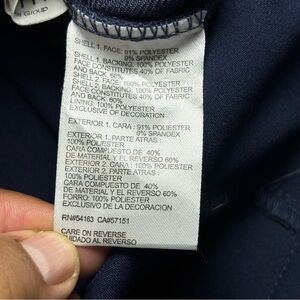 Group
SHELL 1, FACE: 91% POLYESTER
9% SPANDEX
SHELL 1, BACKING: 100% POLYESTER
FACE CONSTITUTES 40% OF FABRIC
AND BACK 60%
SHELL 2, FACE: 100% POLYESTER
SHELL 2, BACKING: 100% POLYESTER
FACE CONSTITUTES 40% OF FABRIC
AND BACK 60%
LINING: 100% POLYESTER
EXCLUSIVE OF DECORATION
EXTERIOR 1. CARA : 91% POLIESTER
9% SPANDEX
EXTERIOR 1. PARTE ATRAS :
100% POLIESTER
CARA COMPUESTO DE 40%
DE MATERIAL Y EL REVERSO 60%
EXTERIOR 2. CARA : 100% POLIESTER
EXTERIOR 2. PARTE ATRAS :
100% POLIESTER
CARA COMPUESTO DE 40%
DE MATERIAL Y EL REVERSO 60%
FORRO : 100% POLIESTER
EXCLUSIVO DE LA DECORACION
RN#54163 CA#57151
CARE ON REVERSE
CUIDADO AL REVERSO